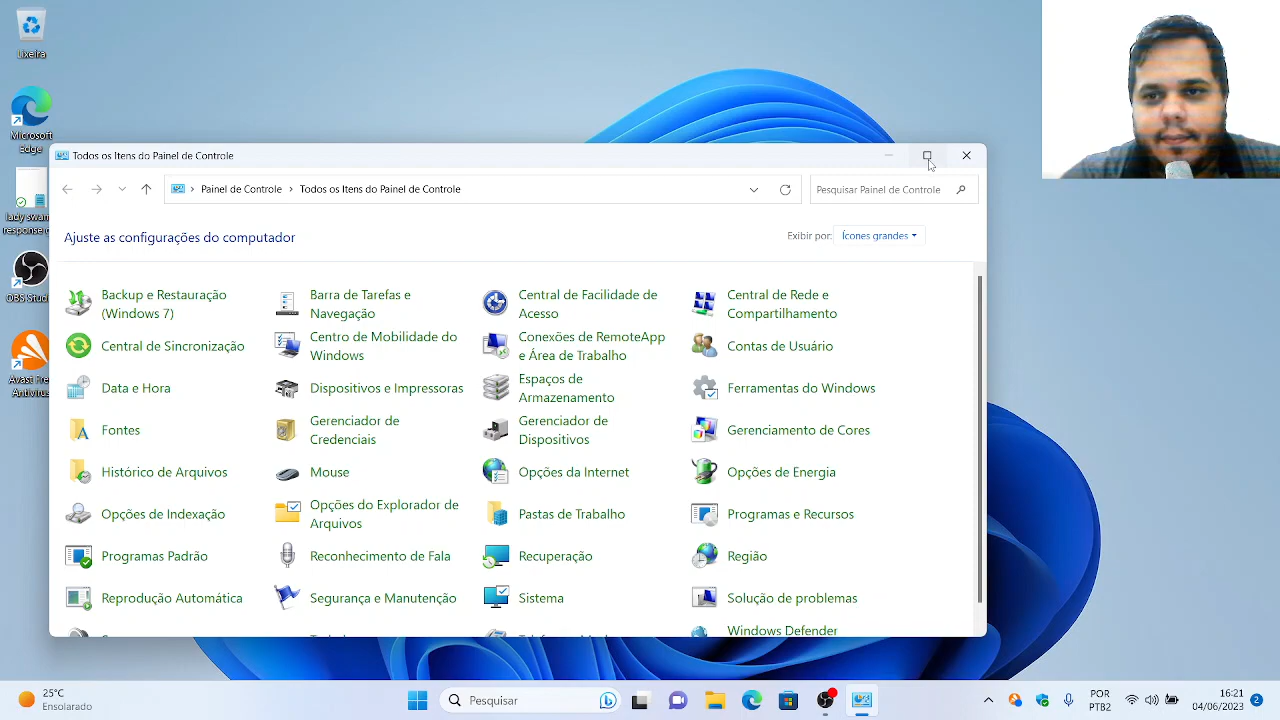 Lixeira
Microsoft
Edge
lady swam
OBS Studio
Avast Free
Antivirus
Todos os Itens do Painel de Controle
Painel de Controle
Todos os Itens do Painel de Controle
Pesquisar Painel de Controle
Ajuste as configurações do computador
Exibir por:
Ícones grandes
Backup e Restauração
(Windows 7)
Barra de Tarefas e
Navegação
Central de Facilidade de
Acesso
Central de Rede e
Compartilhamento
Central de Sincronização
Centro de Mobilidade do
Windows
Conexões de RemoteApp
e Área de Trabalho
Contas de Usuário
Data e Hora
Dispositivos e Impressoras
Espaços de
Armazenamento
Ferramentas do Windows
Fontes
Gerenciador de
Credenciais
Gerenciador de
Dispositivos
Gerenciamento de Cores
Histórico de Arquivos
Mouse
Opções da Internet
Opções de Energia
Opções de Indexação
Opções do Explorador de
Arquivos
Pastas de Trabalho
Programas e Recursos
Programas Padrão
Reconhecimento de Fala
Recuperação
Região
Reprodução Automática
Segurança e Manutenção
Sistema
Solução de problemas
Windows Defender
25°C
Ensolarada
Pesquisar
POR
PTB2
16:21
04/06/2023
2